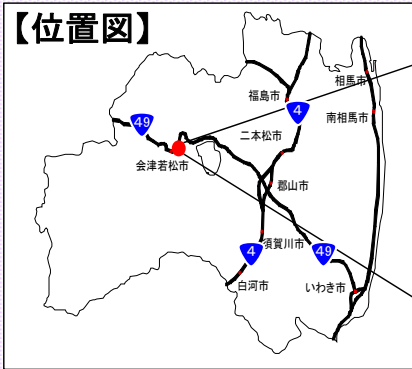 【位置図】
相馬市
福島市
4
南相馬市
49
二本松市
会津若松市
郡山市
須賀川市
4
49
白河市
いわき市